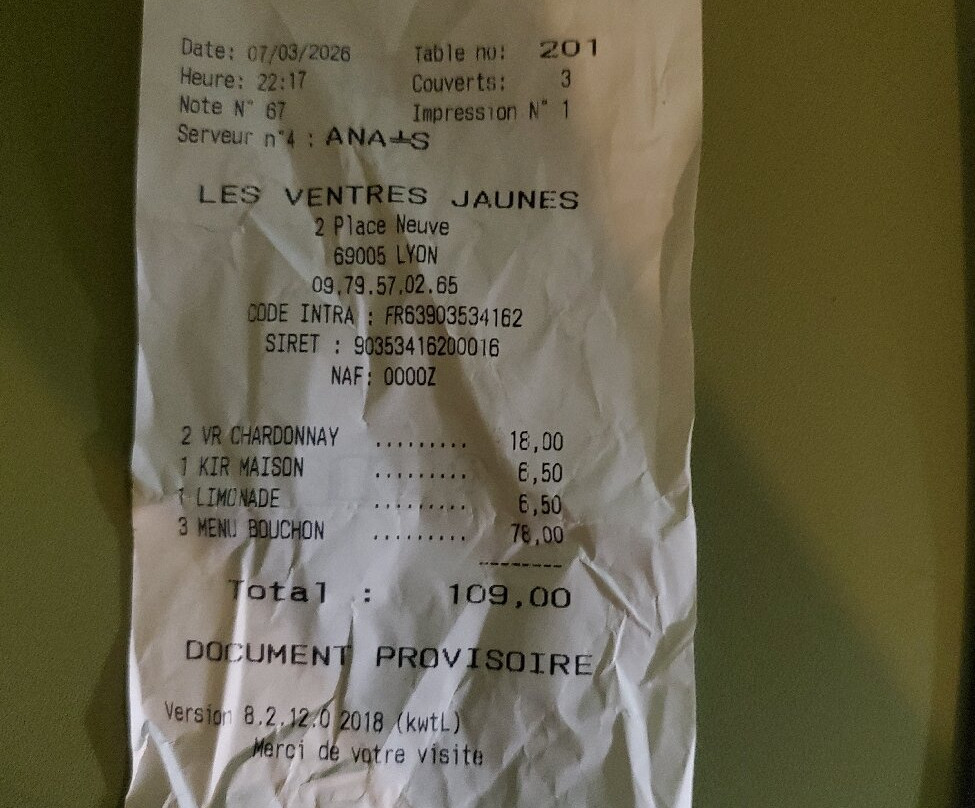 Date: 07/03/2026 Table no: 201
Heure: 22:17 Couverts: 3
Note N° 67 Impression N° 1
Serveur n°4 : ANAIS
LES VENTRES JAUNES
2 Place Neuve
69005 LYON
09.79.57.02.65
CODE INTRA : FR63903534162
SIRET : 90353416200016
NAF: 0000Z
2 VR CHARDONNAY ......... 18,00
1 KIR MAISON ......... 6,50
1 LIMONADE ......... 6,50
3 MENU BOUCHON ......... 78,00
---------
Total : 109,00
DOCUMENT PROVISOIRE
Version 8.2.12.0 2018 (kwtL)
Merci de votre visite